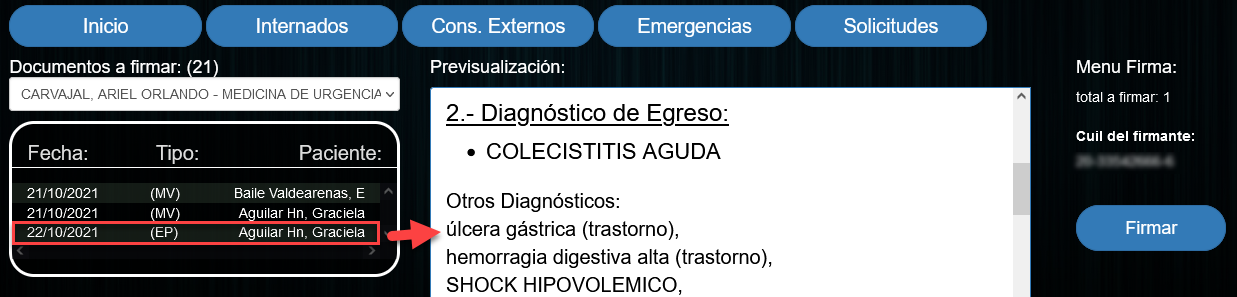 Inicio
Internados
Cons. Externos
Emergencias
Solicitudes
Documentos a firmar: (21)
CARVAJAL, ARIEL ORLANDO - MEDICINA DE URGENCIA
Fecha: Tipo: Paciente:
21/10/2021 (MV) Baile Valdearenas, E
21/10/2021 (MV) Aguilar Hn, Graciela
22/10/2021 (EP) Aguilar Hn, Graciela
Previsualización:
2.- Diagnóstico de Egreso:
• COLECISTITIS AGUDA
Otros Diagnósticos:
úlcera gástrica (trastorno),
hemorragia digestiva alta (trastorno),
SHOCK HIPOVOLEMICO,
Menu Firma:
total a firmar: 1
Cuil del firmante:
Firmar